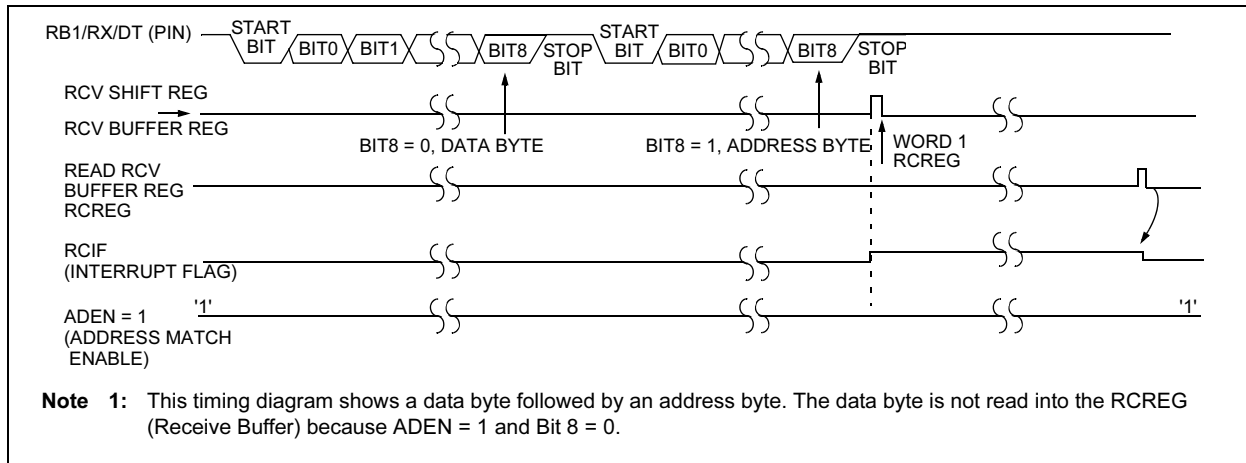 RB1/RX/DT (PIN)
START
BIT
BIT0
BIT1
BIT8
STOP
BIT
START
BIT
BIT0
BIT8
STOP
BIT
RCV SHIFT REG
RCV BUFFER REG
BIT8 = 0, DATA BYTE
BIT8 = 1, ADDRESS BYTE
WORD 1
RCREG
READ RCV
BUFFER REG
RCREG
RCIF
(INTERRUPT FLAG)
'1'
'1'
ADEN = 1
(ADDRESS MATCH
ENABLE)
Note 1: This timing diagram shows a data byte followed by an address byte. The data byte is not read into the RCREG
(Receive Buffer) because ADEN = 1 and Bit 8 = 0.